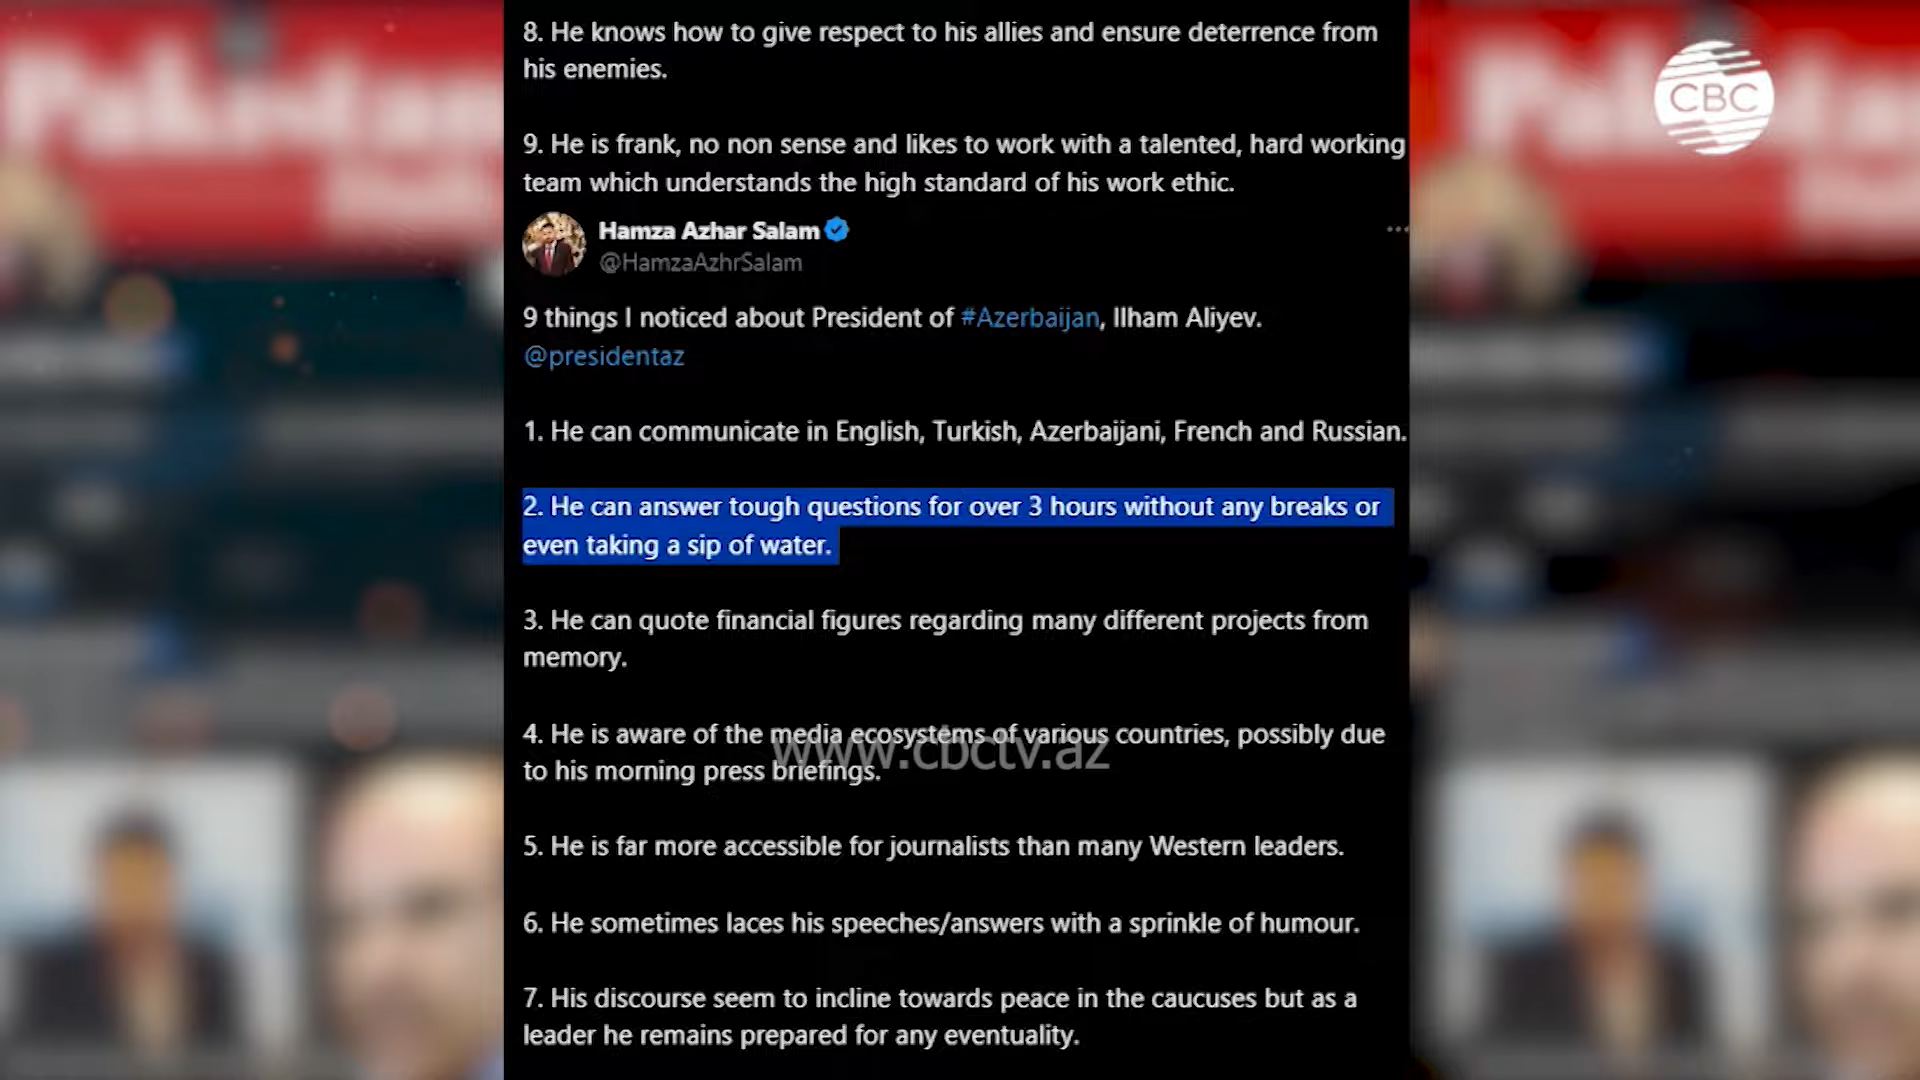 8. He knows how to give respect to his allies and ensure deterrence from
his enemies.
9. He is frank, no non sense and likes to work with a talented, hard working
team which understands the high standard of his work ethic.
Hamza Azhar Salam
@HamzaAzhrSalam
9 things I noticed about President of #Azerbaijan, Ilham Aliyev.
@presidentaz
1. He can communicate in English, Turkish, Azerbaijani, French and Russian.
2. He can answer tough questions for over 3 hours without any breaks or
even taking a sip of water.
3. He can quote financial figures regarding many different projects from
memory.
4. He is aware of the media ecosystems of various countries, possibly due
to his morning press briefings.
www.cbctv.az
5. He is far more accessible for journalists than many Western leaders.
6. He sometimes laces his speeches/answers with a sprinkle of humour.
7. His discourse seem to incline towards peace in the caucuses but as a
leader he remains prepared for any eventuality.
CBC
Pakistan